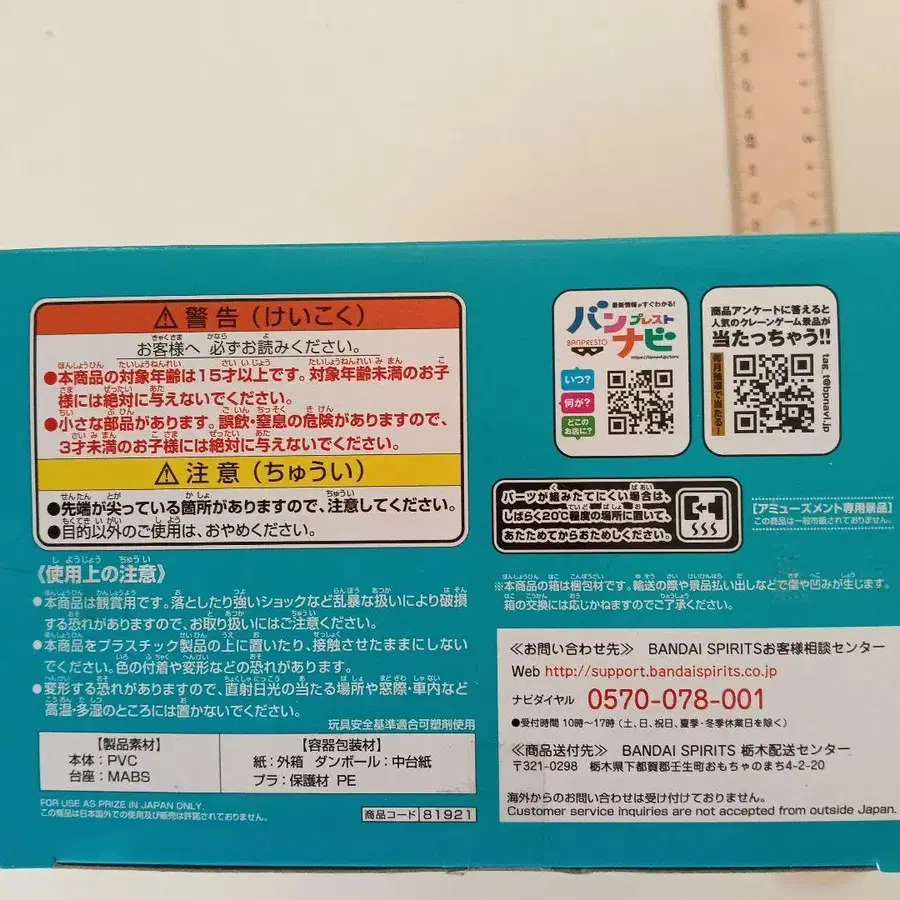 ⚠警告(けいこく)
お客様へ 必ずお読みください。
●本商品の対象年齢は15才以上です。対象年齢未満のお子
様には絶対に与えないでください。
●小さな部品があります。誤飲・窒息の危険がありますので、
3才未満のお子様には絶対に与えないでください。
⚠注意(ちゅうい)
●先端が尖っている箇所がありますので、注意してください。
●目的以外のご使用は、おやめください。
《使用上の注意》
●本商品は観賞用です。落としたり強いショックなど乱暴な扱いにより破損
する恐れがありますので、お取り扱いにはご注意ください。
●本商品をプラスチック製品の上に置いたり、接触させたままにしない
でください。色の付着や変形などの恐れがあります。
●変形する恐れがありますので、直射日光の当たる場所や窓際・車内など
高温・多湿のところには置かないでください。
玩具安全基準適合可塑剤使用
【製品素材】
本体:PVC
台座:MABS
【容器包装材】
紙:外箱 ダンボール:中台紙
プラ:保護材 PE
FOR USE AS PRIZE IN JAPAN ONLY.
この商品は日本国外での使用及び販売は許諾されておりません。
商品コード 81921
最新情報がすぐわかる!
バンプレストナビ
BANPRESTO
いつ?
何が?
どこのお店に?
商品アンケートに答えると
人気のクレーンゲーム景品が
当たっちゃう!!
毎月抽選で当たる!
パーツが組みたてにくい場合は、
しばらく20℃程度の場所に置いて、
あたためてからおためしください。
[アミューズメント専用景品]
この商品は一般市販されておりません。
※本商品の箱は梱包材です。輸送の際や景品払い出しなどで傷や凹みが生じます。
箱の交換には応じかねますのでご了承ください。
《お問い合わせ先》 BANDAI SPIRITSお客様相談センター
Web http://support.bandaispirits.co.jp
ナビダイヤル 0570-078-001
●受付時間 10時〜17時(土、日、祝日、夏季・冬季休業日を除く)
《商品送付先》 BANDAI SPIRITS 栃木配送センター
〒321-0298 栃木県下都賀郡壬生町おもちゃのまち4-2-20
海外からのお問い合わせは受け付けておりません。
Customer service inquiries are not accepted from outside Japan.